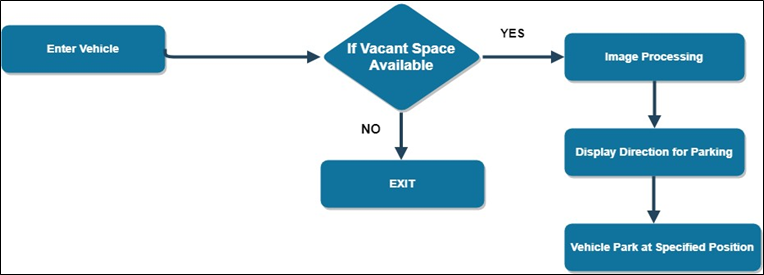 Enter Vehicle
If Vacant Space
Available
YES
Image Processing
NO
Display Direction for Parking
EXIT
Vehicle Park at Specified Position